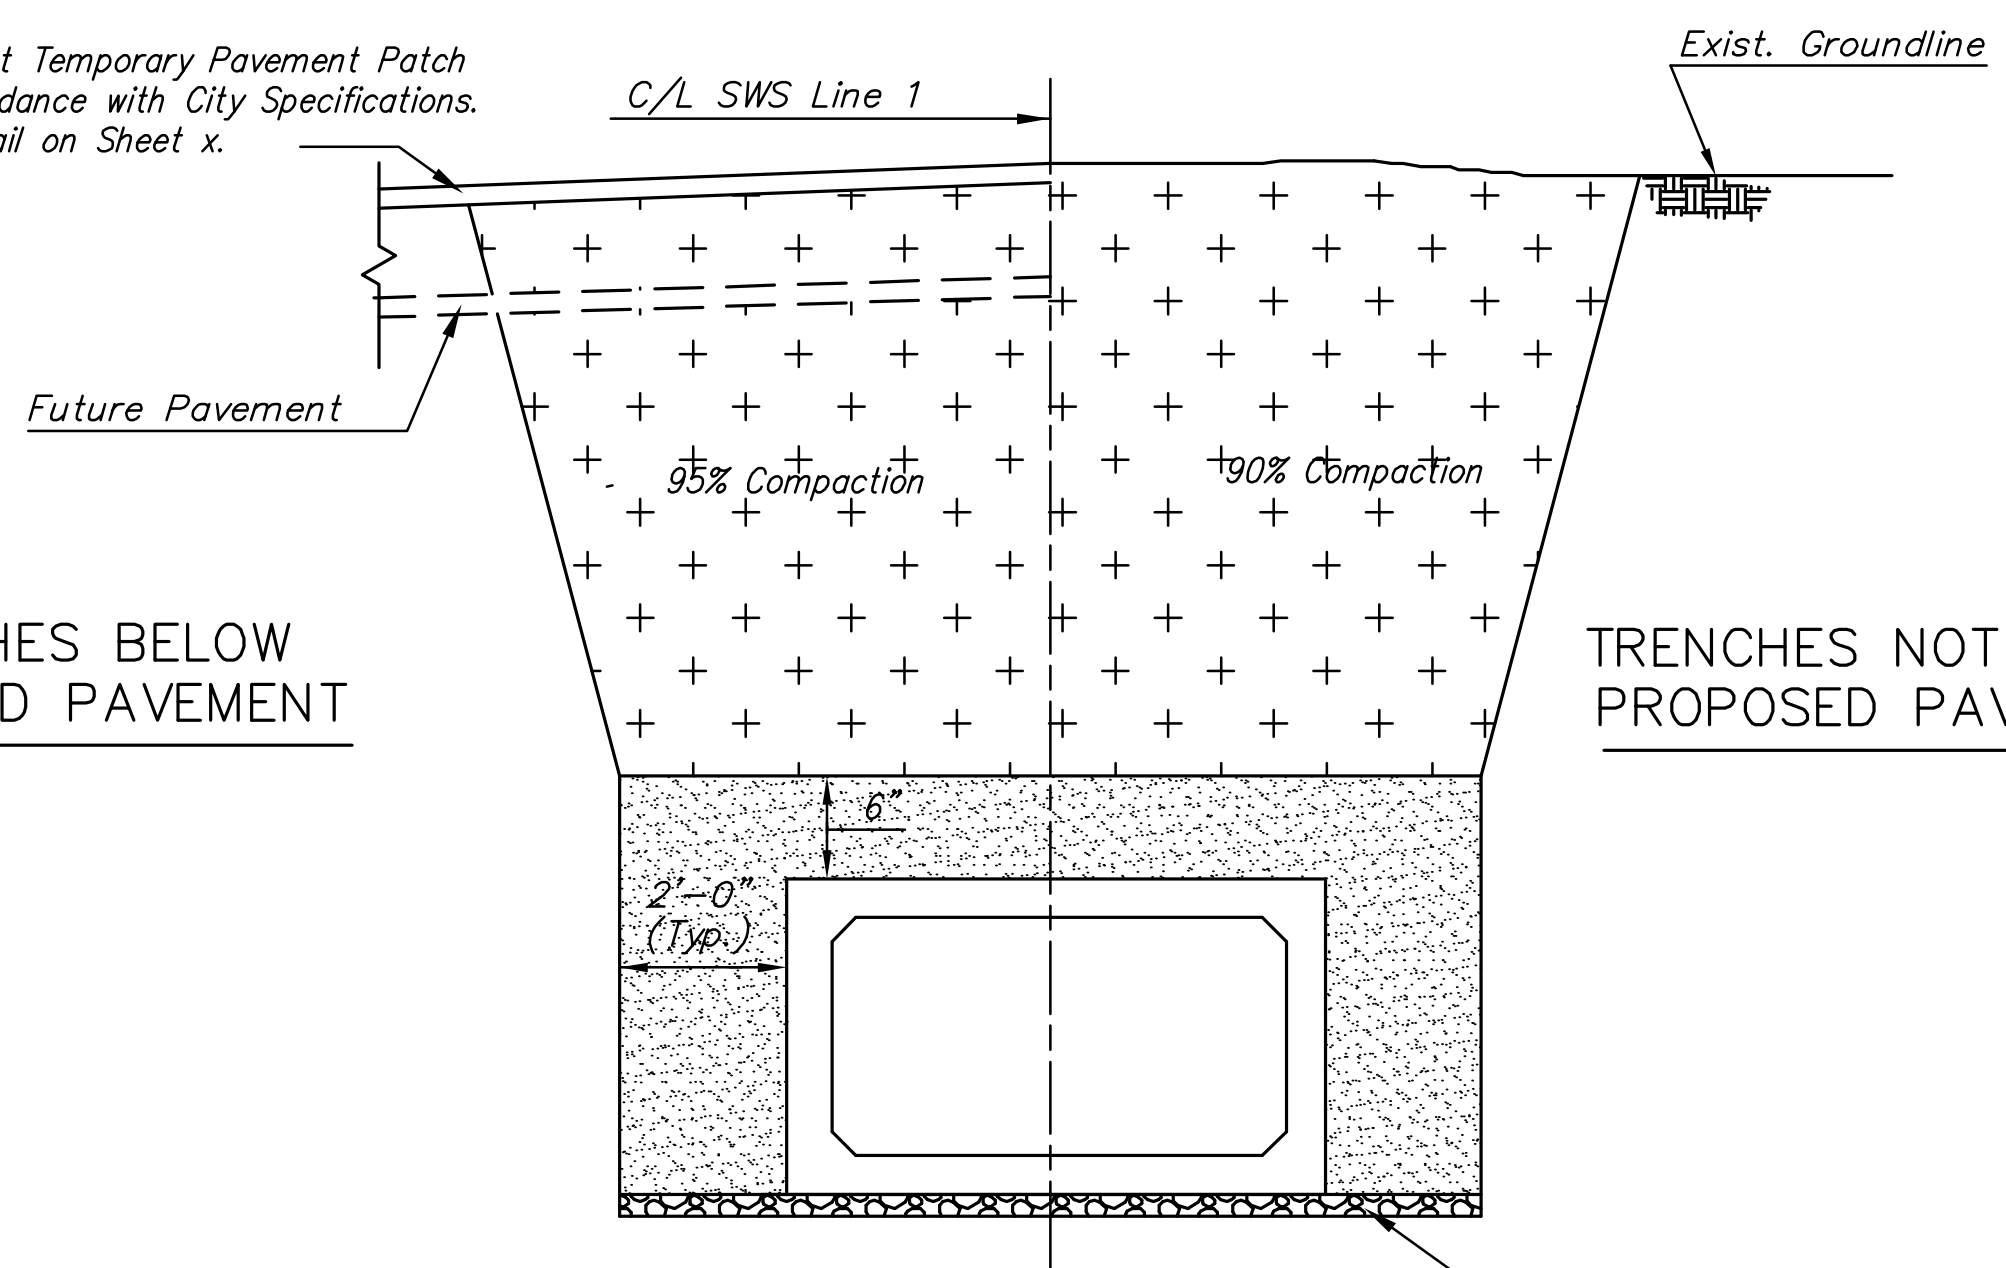 t Temporary Pavement Patch
dance with City Specifications.
ail on Sheet x.
C/L SWS Line 1
Exist. Groundline
Future Pavement
95% Compaction
90% Compaction
HES BELOW
D PAVEMENT
TRENCHES NOT
PROPOSED PAV
6"
2'-0"
(Typ.)